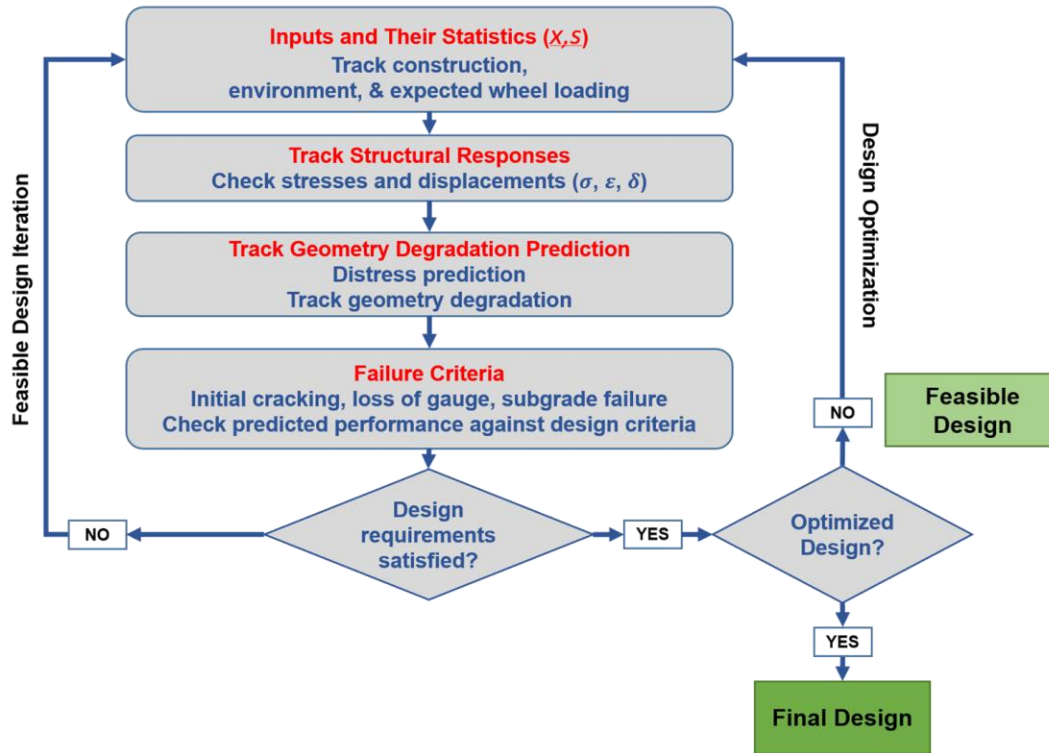 Inputs and Their Statistics (X,S)
Track construction,
environment, & expected wheel loading
Track Structural Responses
Check stresses and displacements (σ, ε, δ)
Track Geometry Degradation Prediction
Distress prediction
Track geometry degradation
Failure Criteria
Initial cracking, loss of gauge, subgrade failure
Check predicted performance against design criteria
Feasible Design Iteration
Design Optimization
NO
Design
requirements
satisfied?
YES
Optimized
Design?
NO
Feasible
Design
YES
Final Design